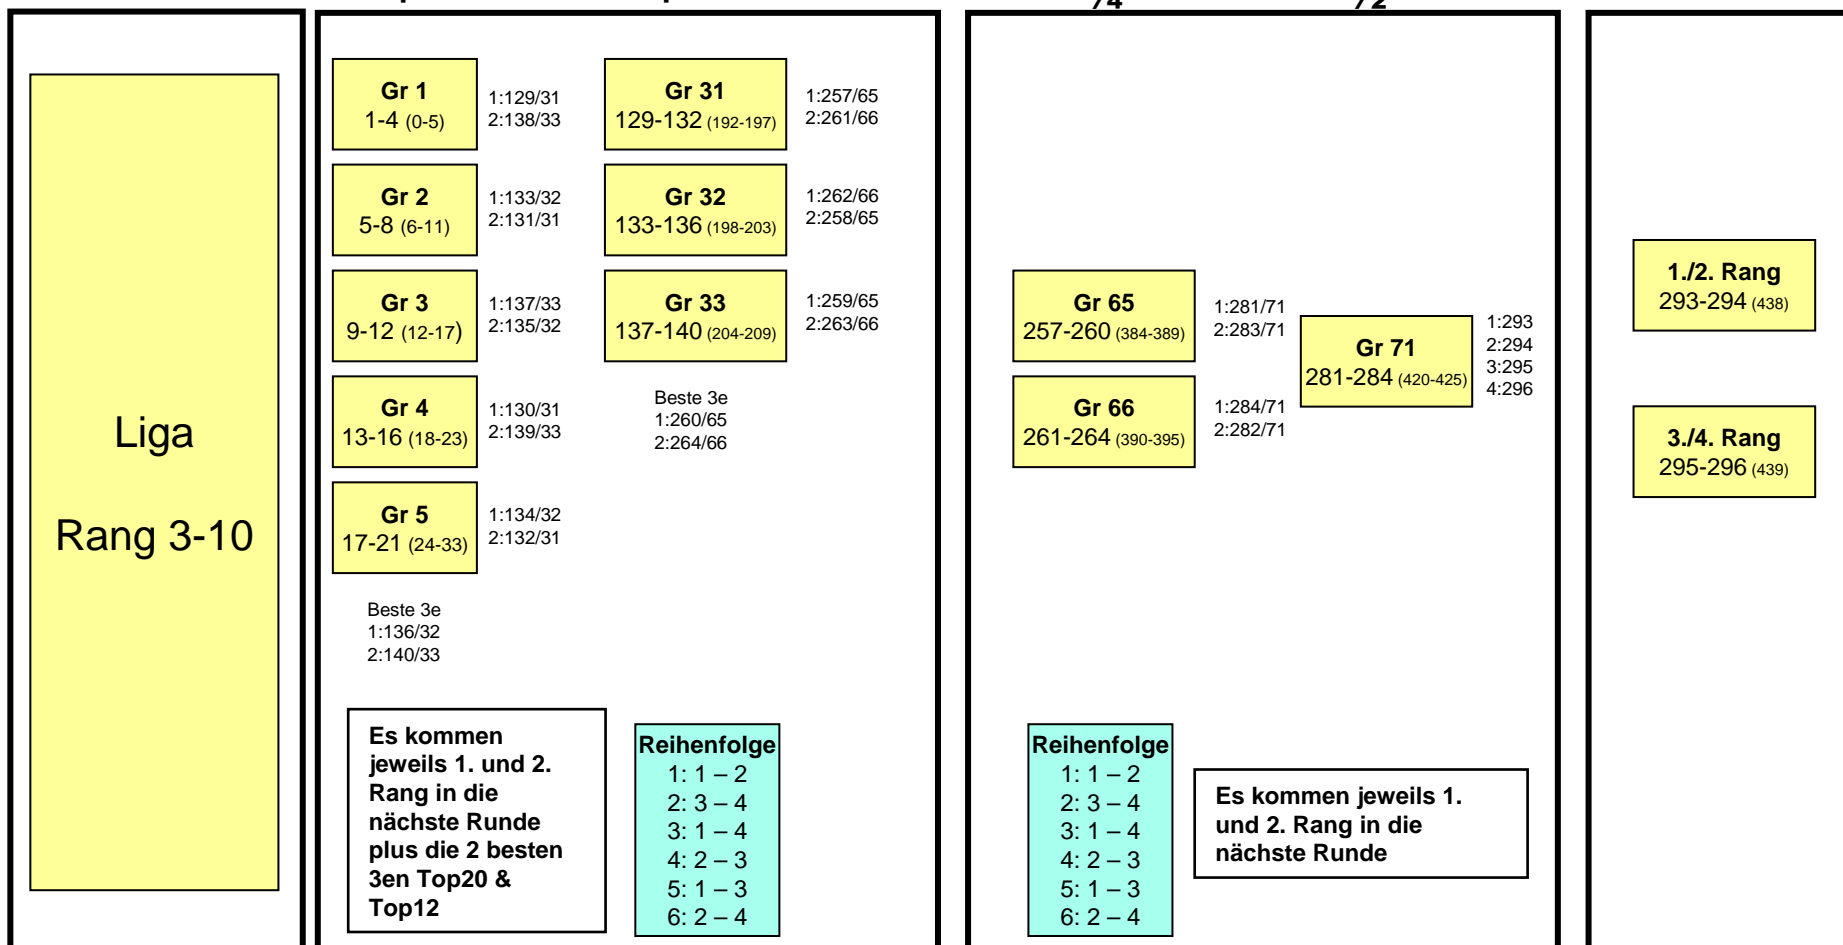 Liga
Rang 3-10
Gr 1
1-4 (0-5)
1:129/31
2:138/33
Gr 2
5-8 (6-11)
1:133/32
2:131/31
Gr 3
9-12 (12-17)
1:137/33
2:135/32
Gr 4
13-16 (18-23)
1:130/31
2:139/33
Gr 5
17-21 (24-33)
1:134/32
2:132/31
Beste 3e
1:136/32
2:140/33
Gr 31
129-132 (192-197)
1:257/65
2:261/66
Gr 32
133-136 (198-203)
1:262/66
2:258/65
Gr 33
137-140 (204-209)
1:259/65
2:263/66
Beste 3e
1:260/65
2:264/66
Es kommen
jeweils 1. und 2.
Rang in die
nächste Runde
plus die 2 besten
3en Top20 &
Top12
Reihenfolge
1: 1 – 2
2: 3 – 4
3: 1 – 4
4: 2 – 3
5: 1 – 3
6: 2 – 4
Gr 65
257-260 (384-389)
1:281/71
2:283/71
Gr 66
261-264 (390-395)
1:284/71
2:282/71
Gr 71
281-284 (420-425)
1:293
2:294
3:295
4:296
Reihenfolge
1: 1 – 2
2: 3 – 4
3: 1 – 4
4: 2 – 3
5: 1 – 3
6: 2 – 4
Es kommen jeweils 1.
und 2. Rang in die
nächste Runde
1./2. Rang
293-294 (438)
3./4. Rang
295-296 (439)